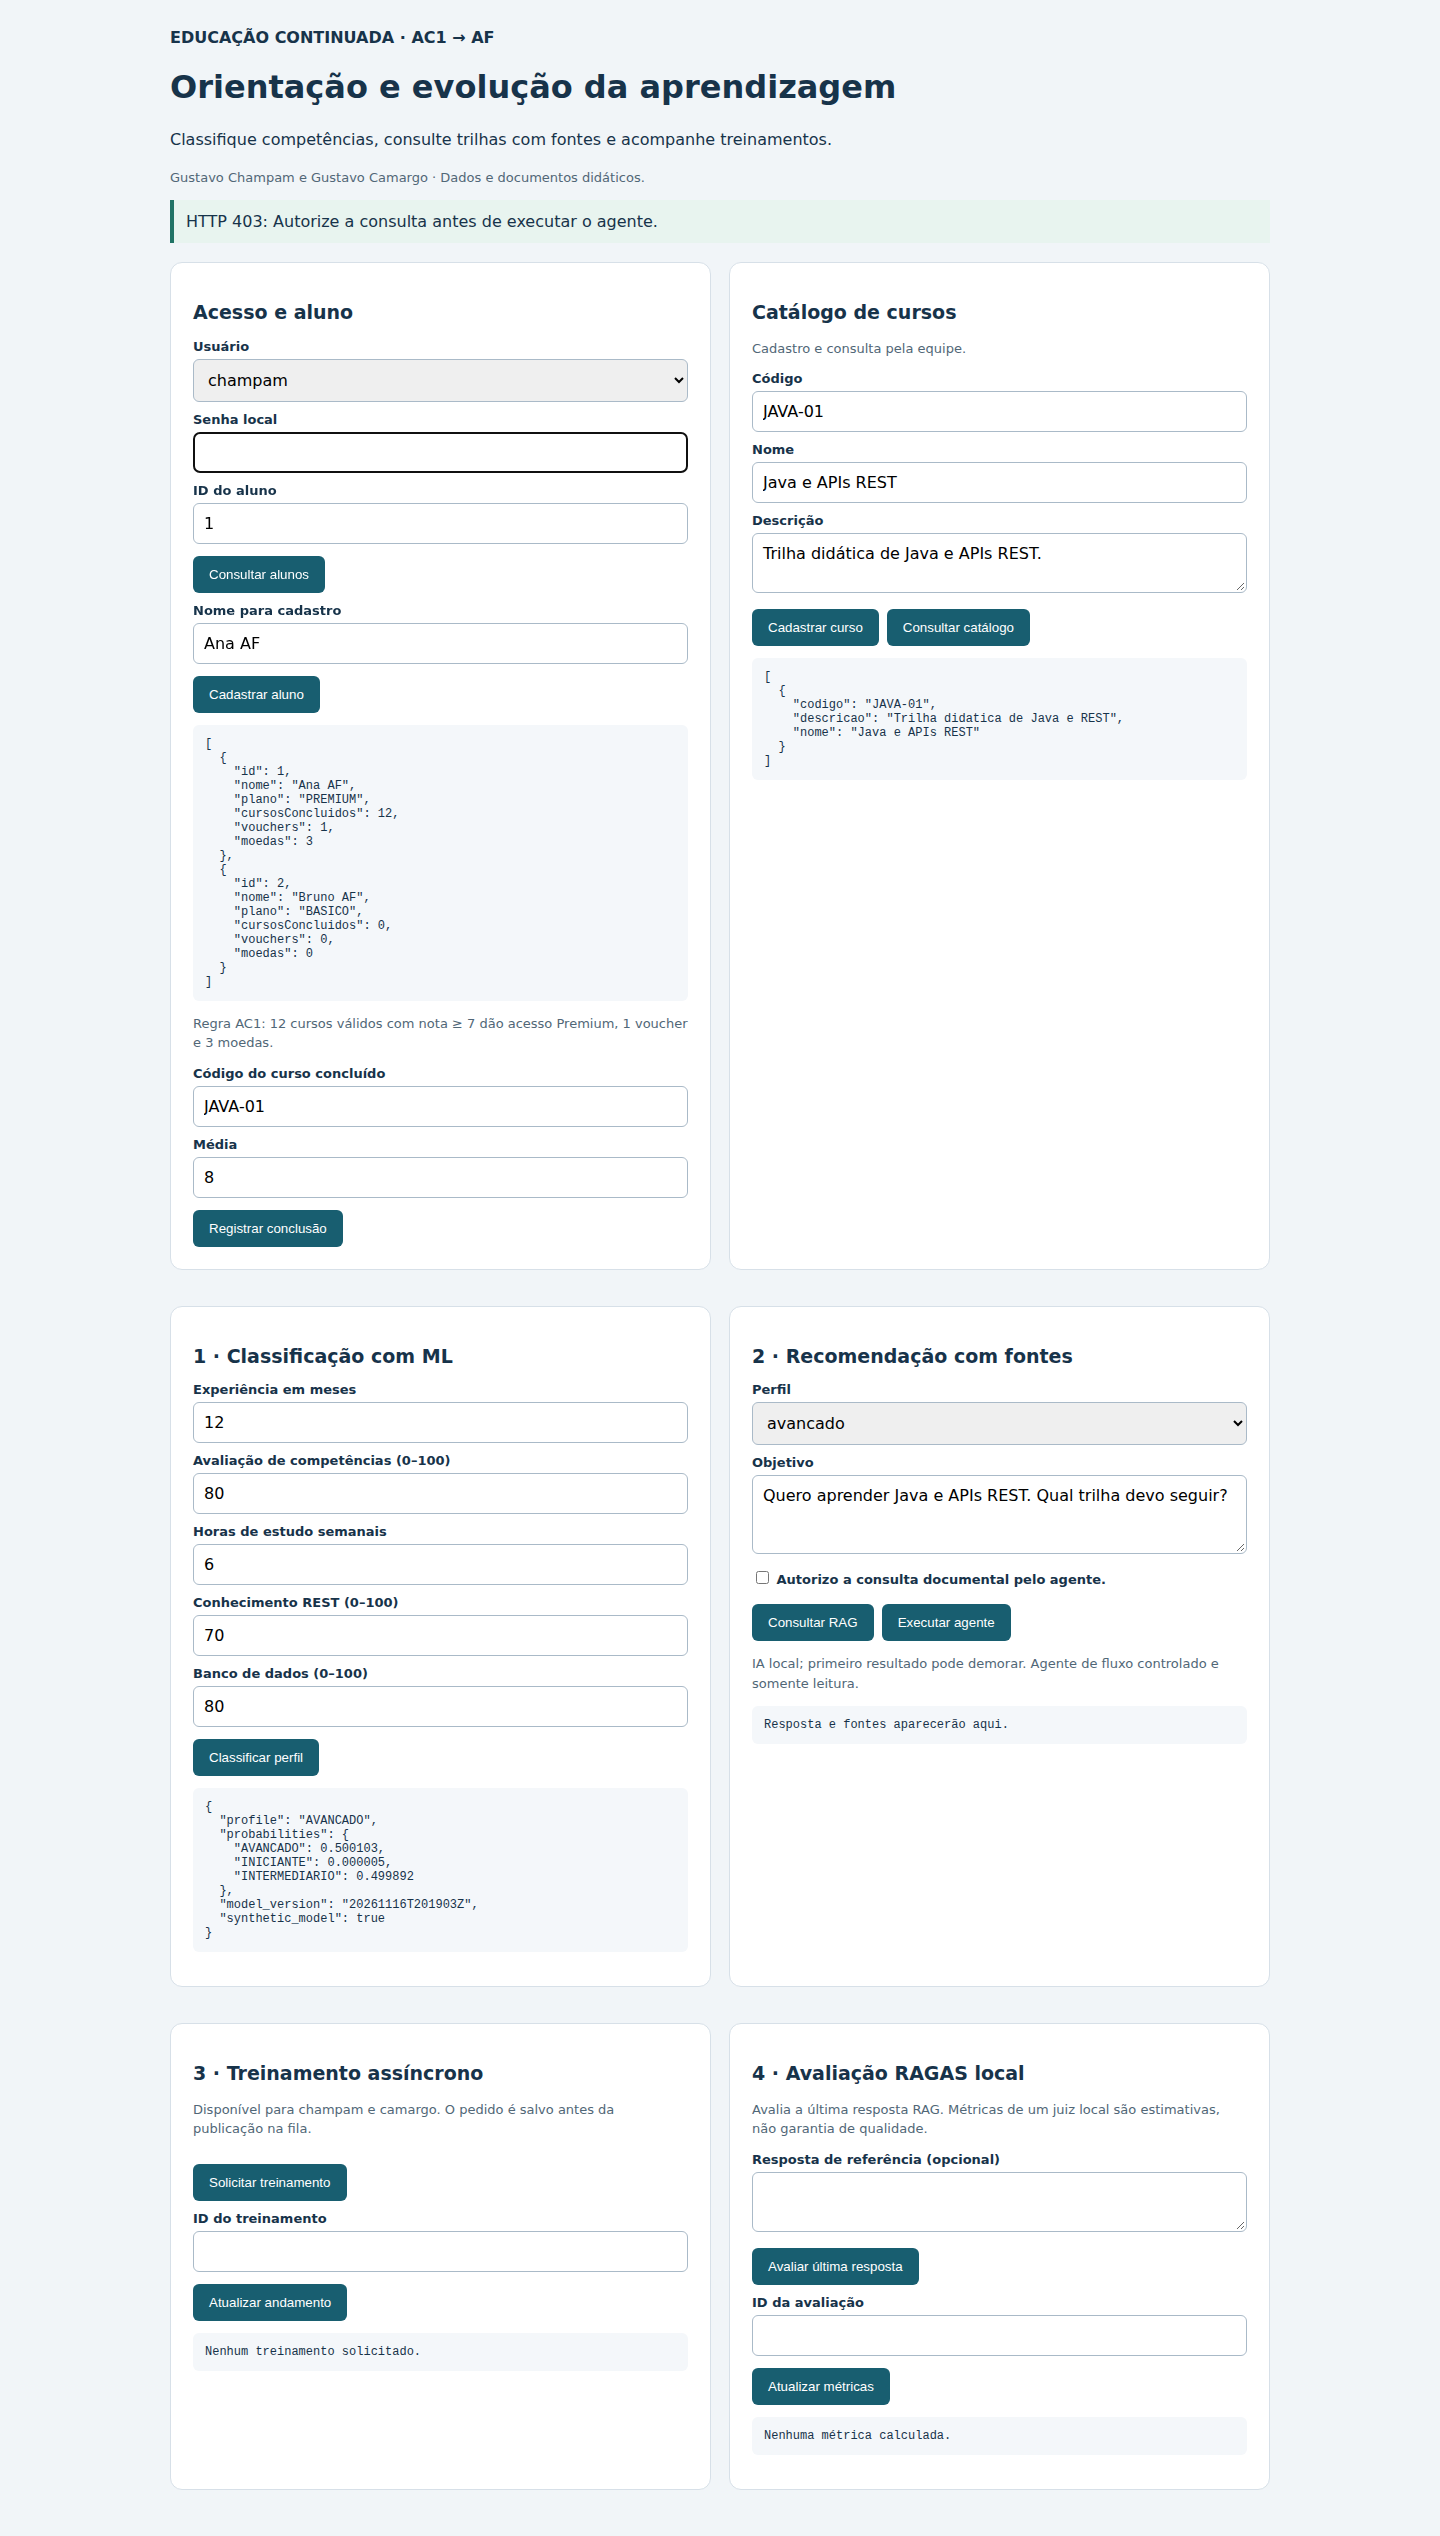 EDUCAÇÃO CONTINUADA · AC1 → AF
Orientação e evolução da aprendizagem
Classifique competências, consulte trilhas com fontes e acompanhe treinamentos.
Gustavo Champam e Gustavo Camargo · Dados e documentos didáticos.
HTTP 403: Autorize a consulta antes de executar o agente.
Acesso e aluno
Usuário
champam
Senha local
ID do aluno
1
Consultar alunos
Nome para cadastro
Ana AF
Cadastrar aluno
[
  {
    "id": 1,
    "nome": "Ana AF",
    "plano": "PREMIUM",
    "cursosConcluidos": 12,
    "vouchers": 1,
    "moedas": 3
  },
  {
    "id": 2,
    "nome": "Bruno AF",
    "plano": "BASICO",
    "cursosConcluidos": 0,
    "vouchers": 0,
    "moedas": 0
  }
]
Regra AC1: 12 cursos válidos com nota ≥ 7 dão acesso Premium, 1 voucher
e 3 moedas.
Código do curso concluído
JAVA-01
Média
8
Registrar conclusão
Catálogo de cursos
Cadastro e consulta pela equipe.
Código
JAVA-01
Nome
Java e APIs REST
Descrição
Trilha didática de Java e APIs REST.
Cadastrar curso Consultar catálogo
[
  {
    "codigo": "JAVA-01",
    "descricao": "Trilha didatica de Java e REST",
    "nome": "Java e APIs REST"
  }
]
1 · Classificação com ML
Experiência em meses
12
Avaliação de competências (0–100)
80
Horas de estudo semanais
6
Conhecimento REST (0–100)
70
Banco de dados (0–100)
80
Classificar perfil
{
  "profile": "AVANCADO",
  "probabilities": {
    "AVANCADO": 0.500103,
    "INICIANTE": 0.000005,
    "INTERMEDIARIO": 0.499892
  },
  "model_version": "20261116T201903Z",
  "synthetic_model": true
}
2 · Recomendação com fontes
Perfil
avancado
Objetivo
Quero aprender Java e APIs REST. Qual trilha devo seguir?
Autorizo a consulta documental pelo agente.
Consultar RAG Executar agente
IA local; primeiro resultado pode demorar. Agente de fluxo controlado e
somente leitura.
Resposta e fontes aparecerão aqui.
3 · Treinamento assíncrono
Disponível para champam e camargo. O pedido é salvo antes da
publicação na fila.
Solicitar treinamento
ID do treinamento
Atualizar andamento
Nenhum treinamento solicitado.
4 · Avaliação RAGAS local
Avalia a última resposta RAG. Métricas de um juiz local são estimativas,
não garantia de qualidade.
Resposta de referência (opcional)
Avaliar última resposta
ID da avaliação
Atualizar métricas
Nenhuma métrica calculada.